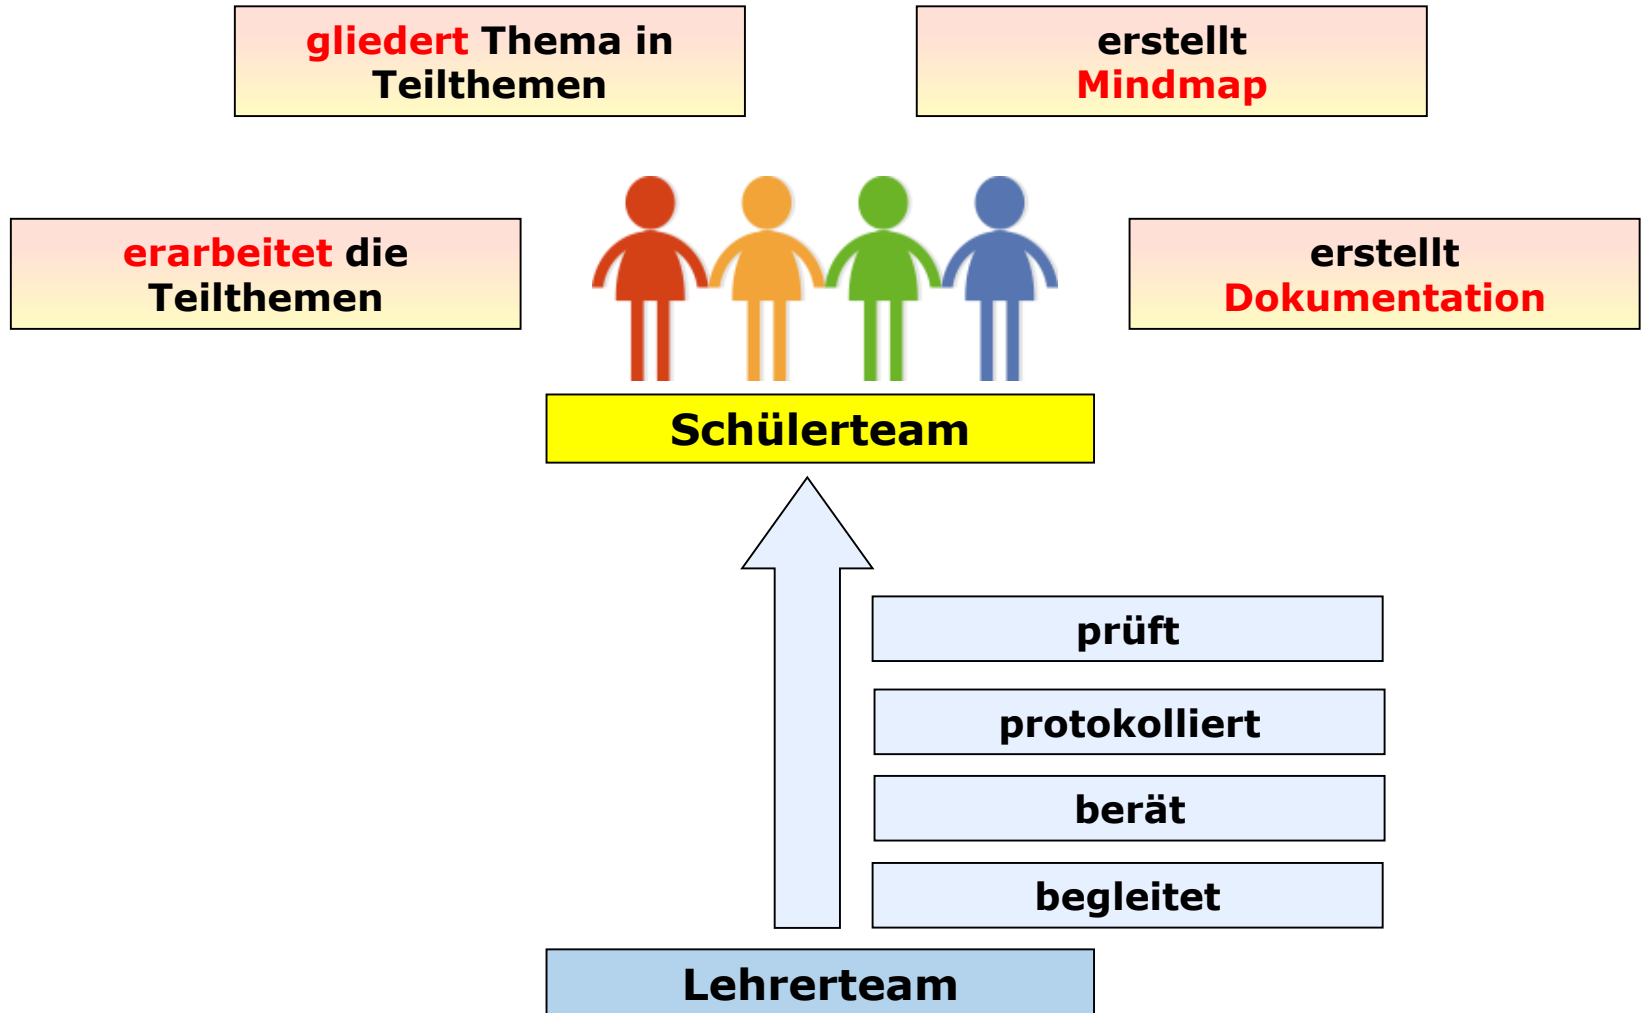 gliedert Thema in
Teilthemen
erstellt
Mindmap
erarbeitet die
Teilthemen
erstellt
Dokumentation
Schülerteam
prüft
protokolliert
berät
begleitet
Lehrerteam